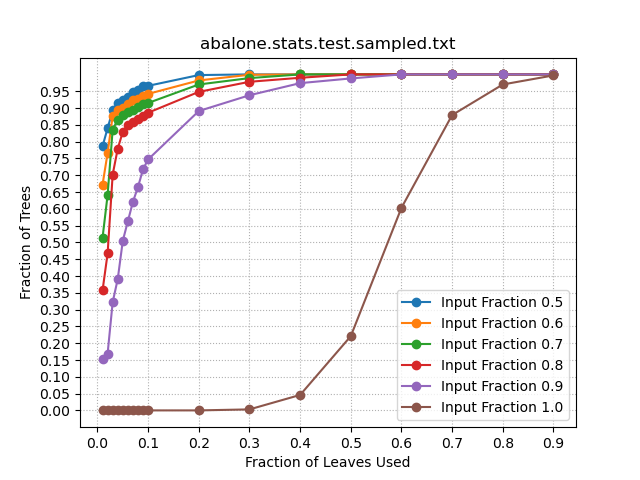 abalone.stats.test.sampled.txt
Fraction of Trees
0.95
0.90
0.85
0.80
0.75
0.70
0.65
0.60
0.55
0.50
0.45
0.40
0.35
0.30
0.25
0.20
0.15
0.10
0.05
0.00
Input Fraction 0.5
Input Fraction 0.6
Input Fraction 0.7
Input Fraction 0.8
Input Fraction 0.9
Input Fraction 1.0
0.0 0.1 0.2 0.3 0.4 0.5 0.6 0.7 0.8 0.9
Fraction of Leaves Used